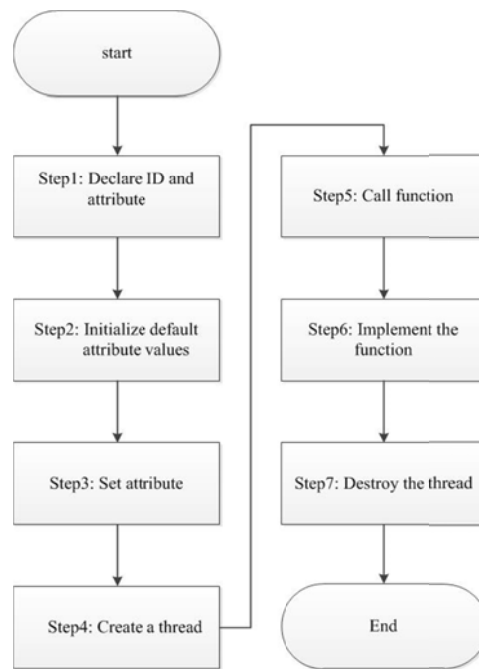 start
Step1: Declare ID and
attribute
Step2: Initialize default
attribute values
Step3: Set attribute
Step4: Create a thread
Step5: Call function
Step6: Implement the
function
Step7: Destroy the thread
End